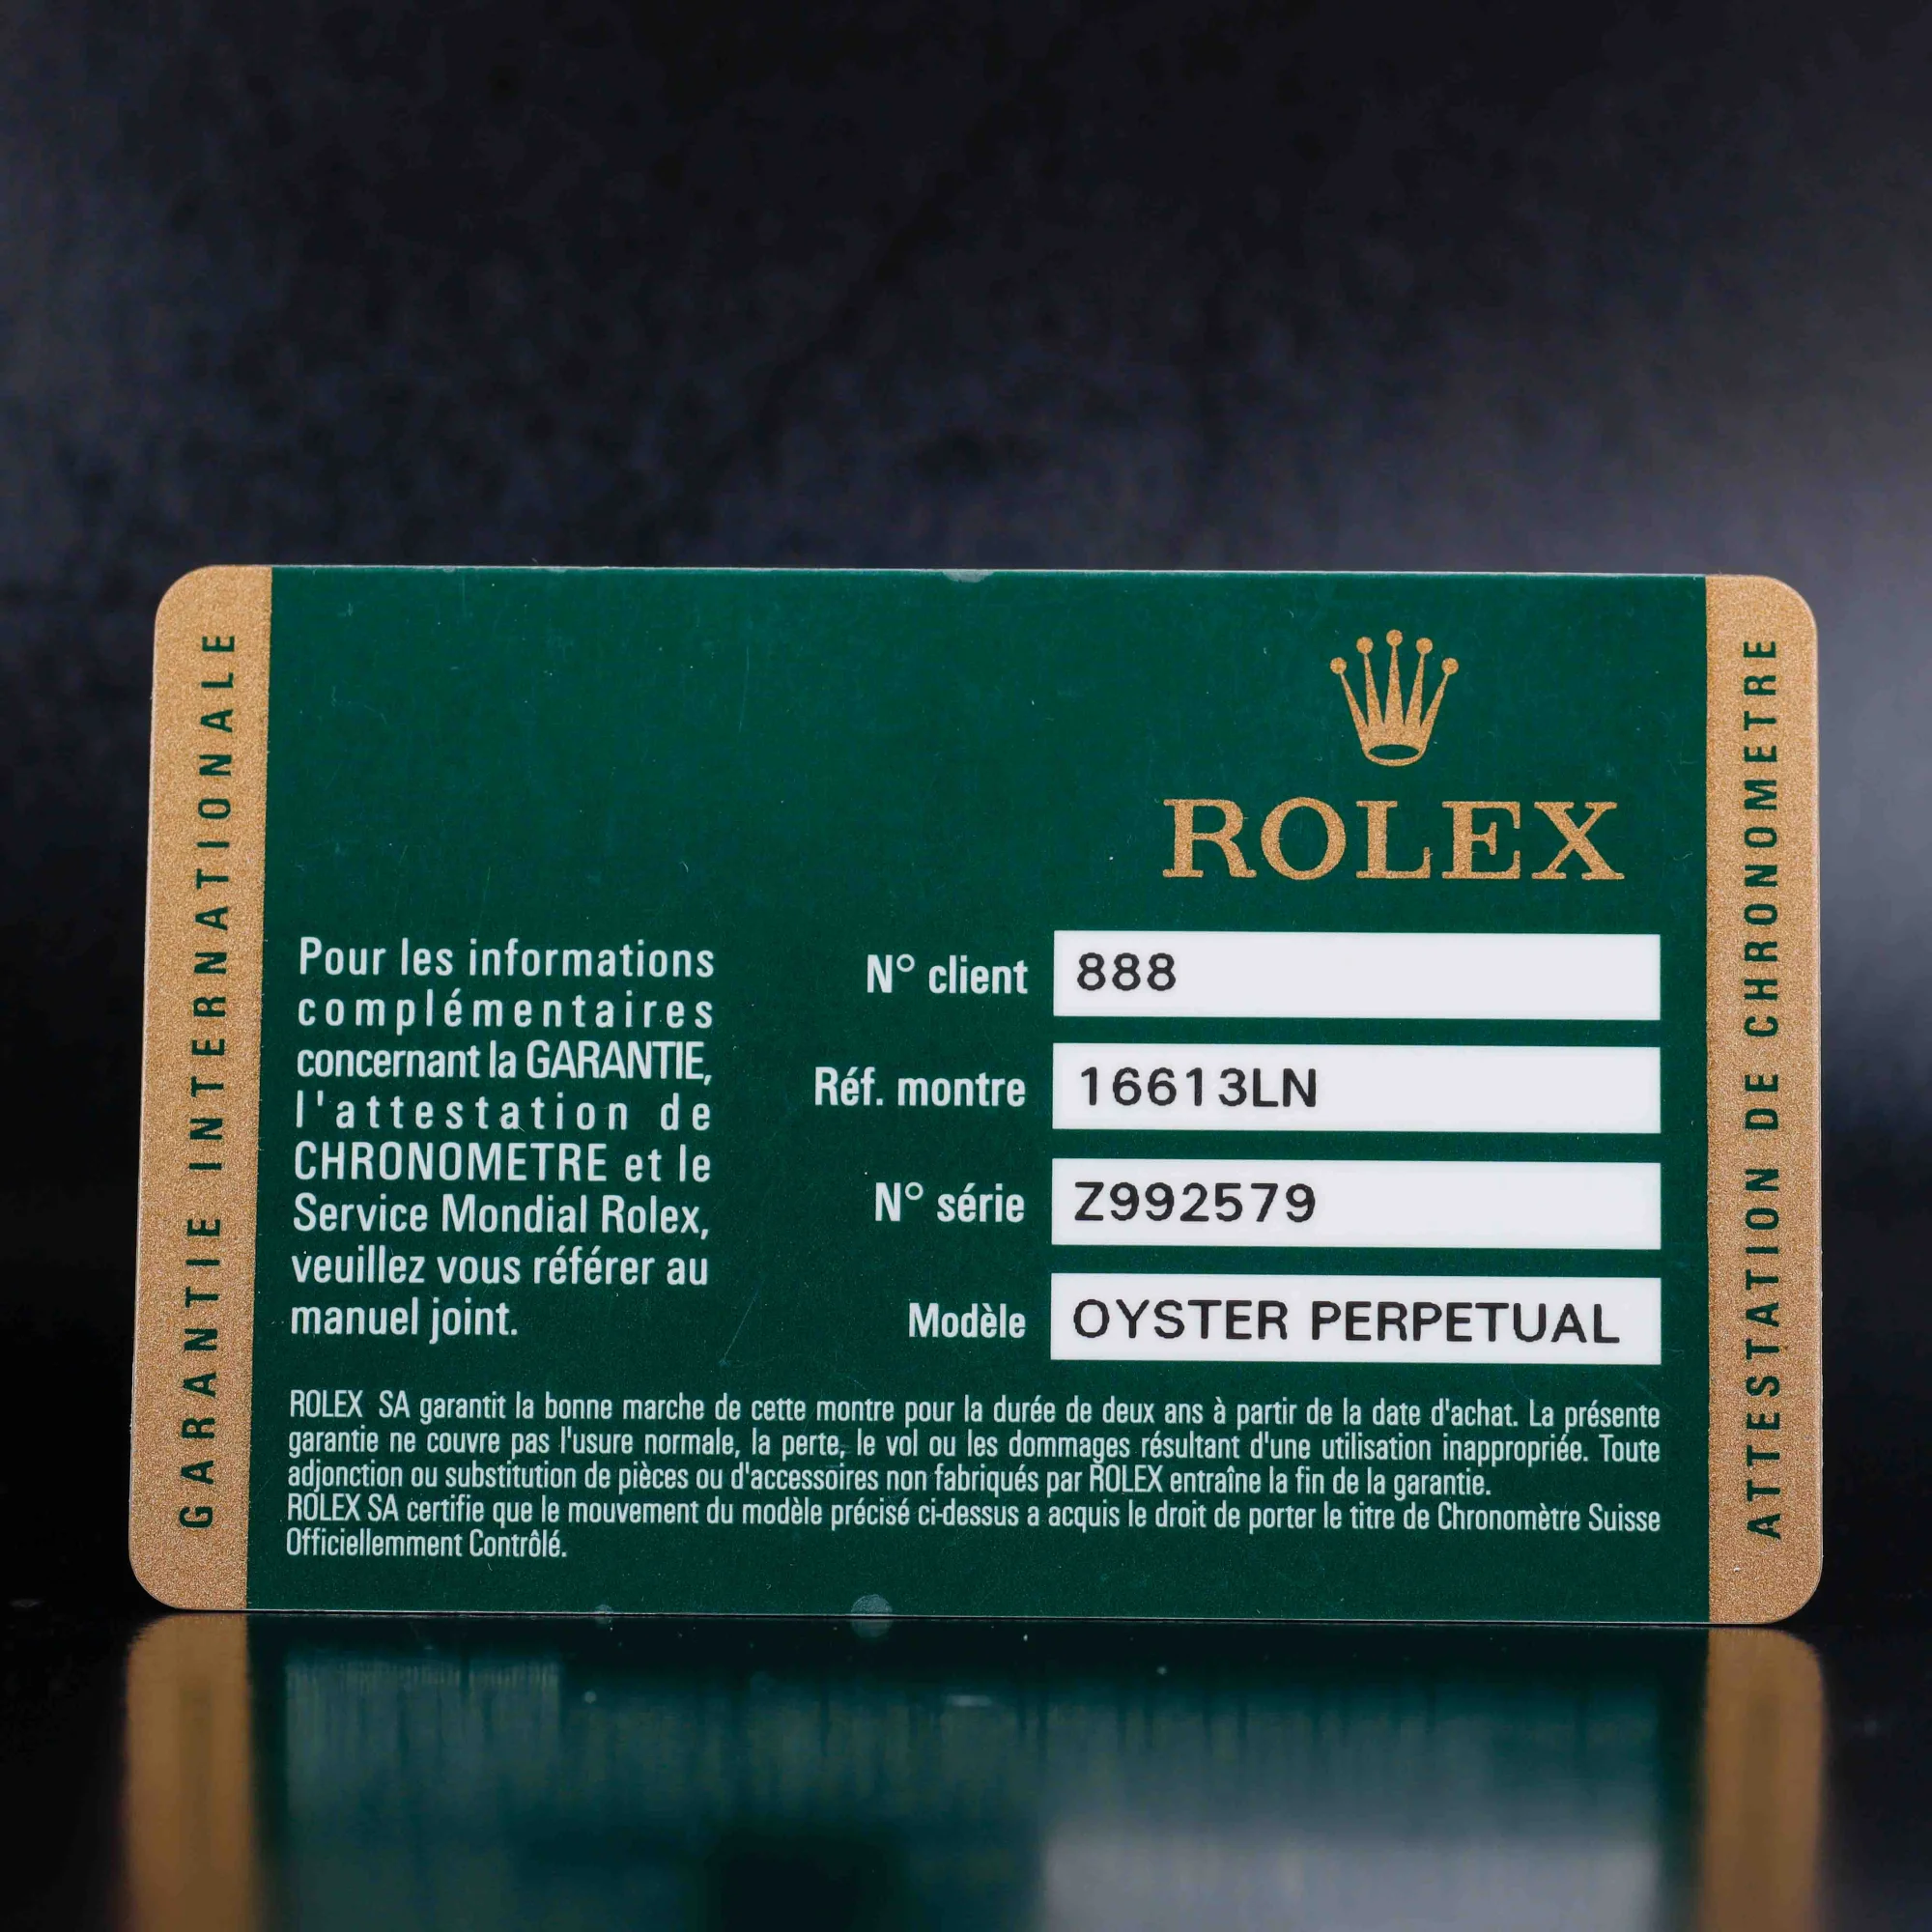 GARANTIE INTERNATIONALE
ROLEX
Pour les informations
complémentaires
concernant la GARANTIE,
l'attestation de
CHRONOMETRE et le
Service Mondial Rolex,
veuillez vous référer au
manuel joint.
N° client 888
Réf. montre 16613LN
N° série Z992579
Modèle OYSTER PERPETUAL
ROLEX SA garantit la bonne marche de cette montre pour la durée de deux ans à partir de la date d'achat. La présente
garantie ne couvre pas l'usure normale, la perte, le vol ou les dommages résultant d'une utilisation inappropriée. Toute
adjonction ou substitution de pièces ou d'accessoires non fabriqués par ROLEX entraîne la fin de la garantie.
ROLEX SA certifie que le mouvement du modèle précisé ci-dessus a acquis le droit de porter le titre de Chronomètre Suisse
Officiellemment Contrôlé.
ATTESTATION DE CHRONOMETRE